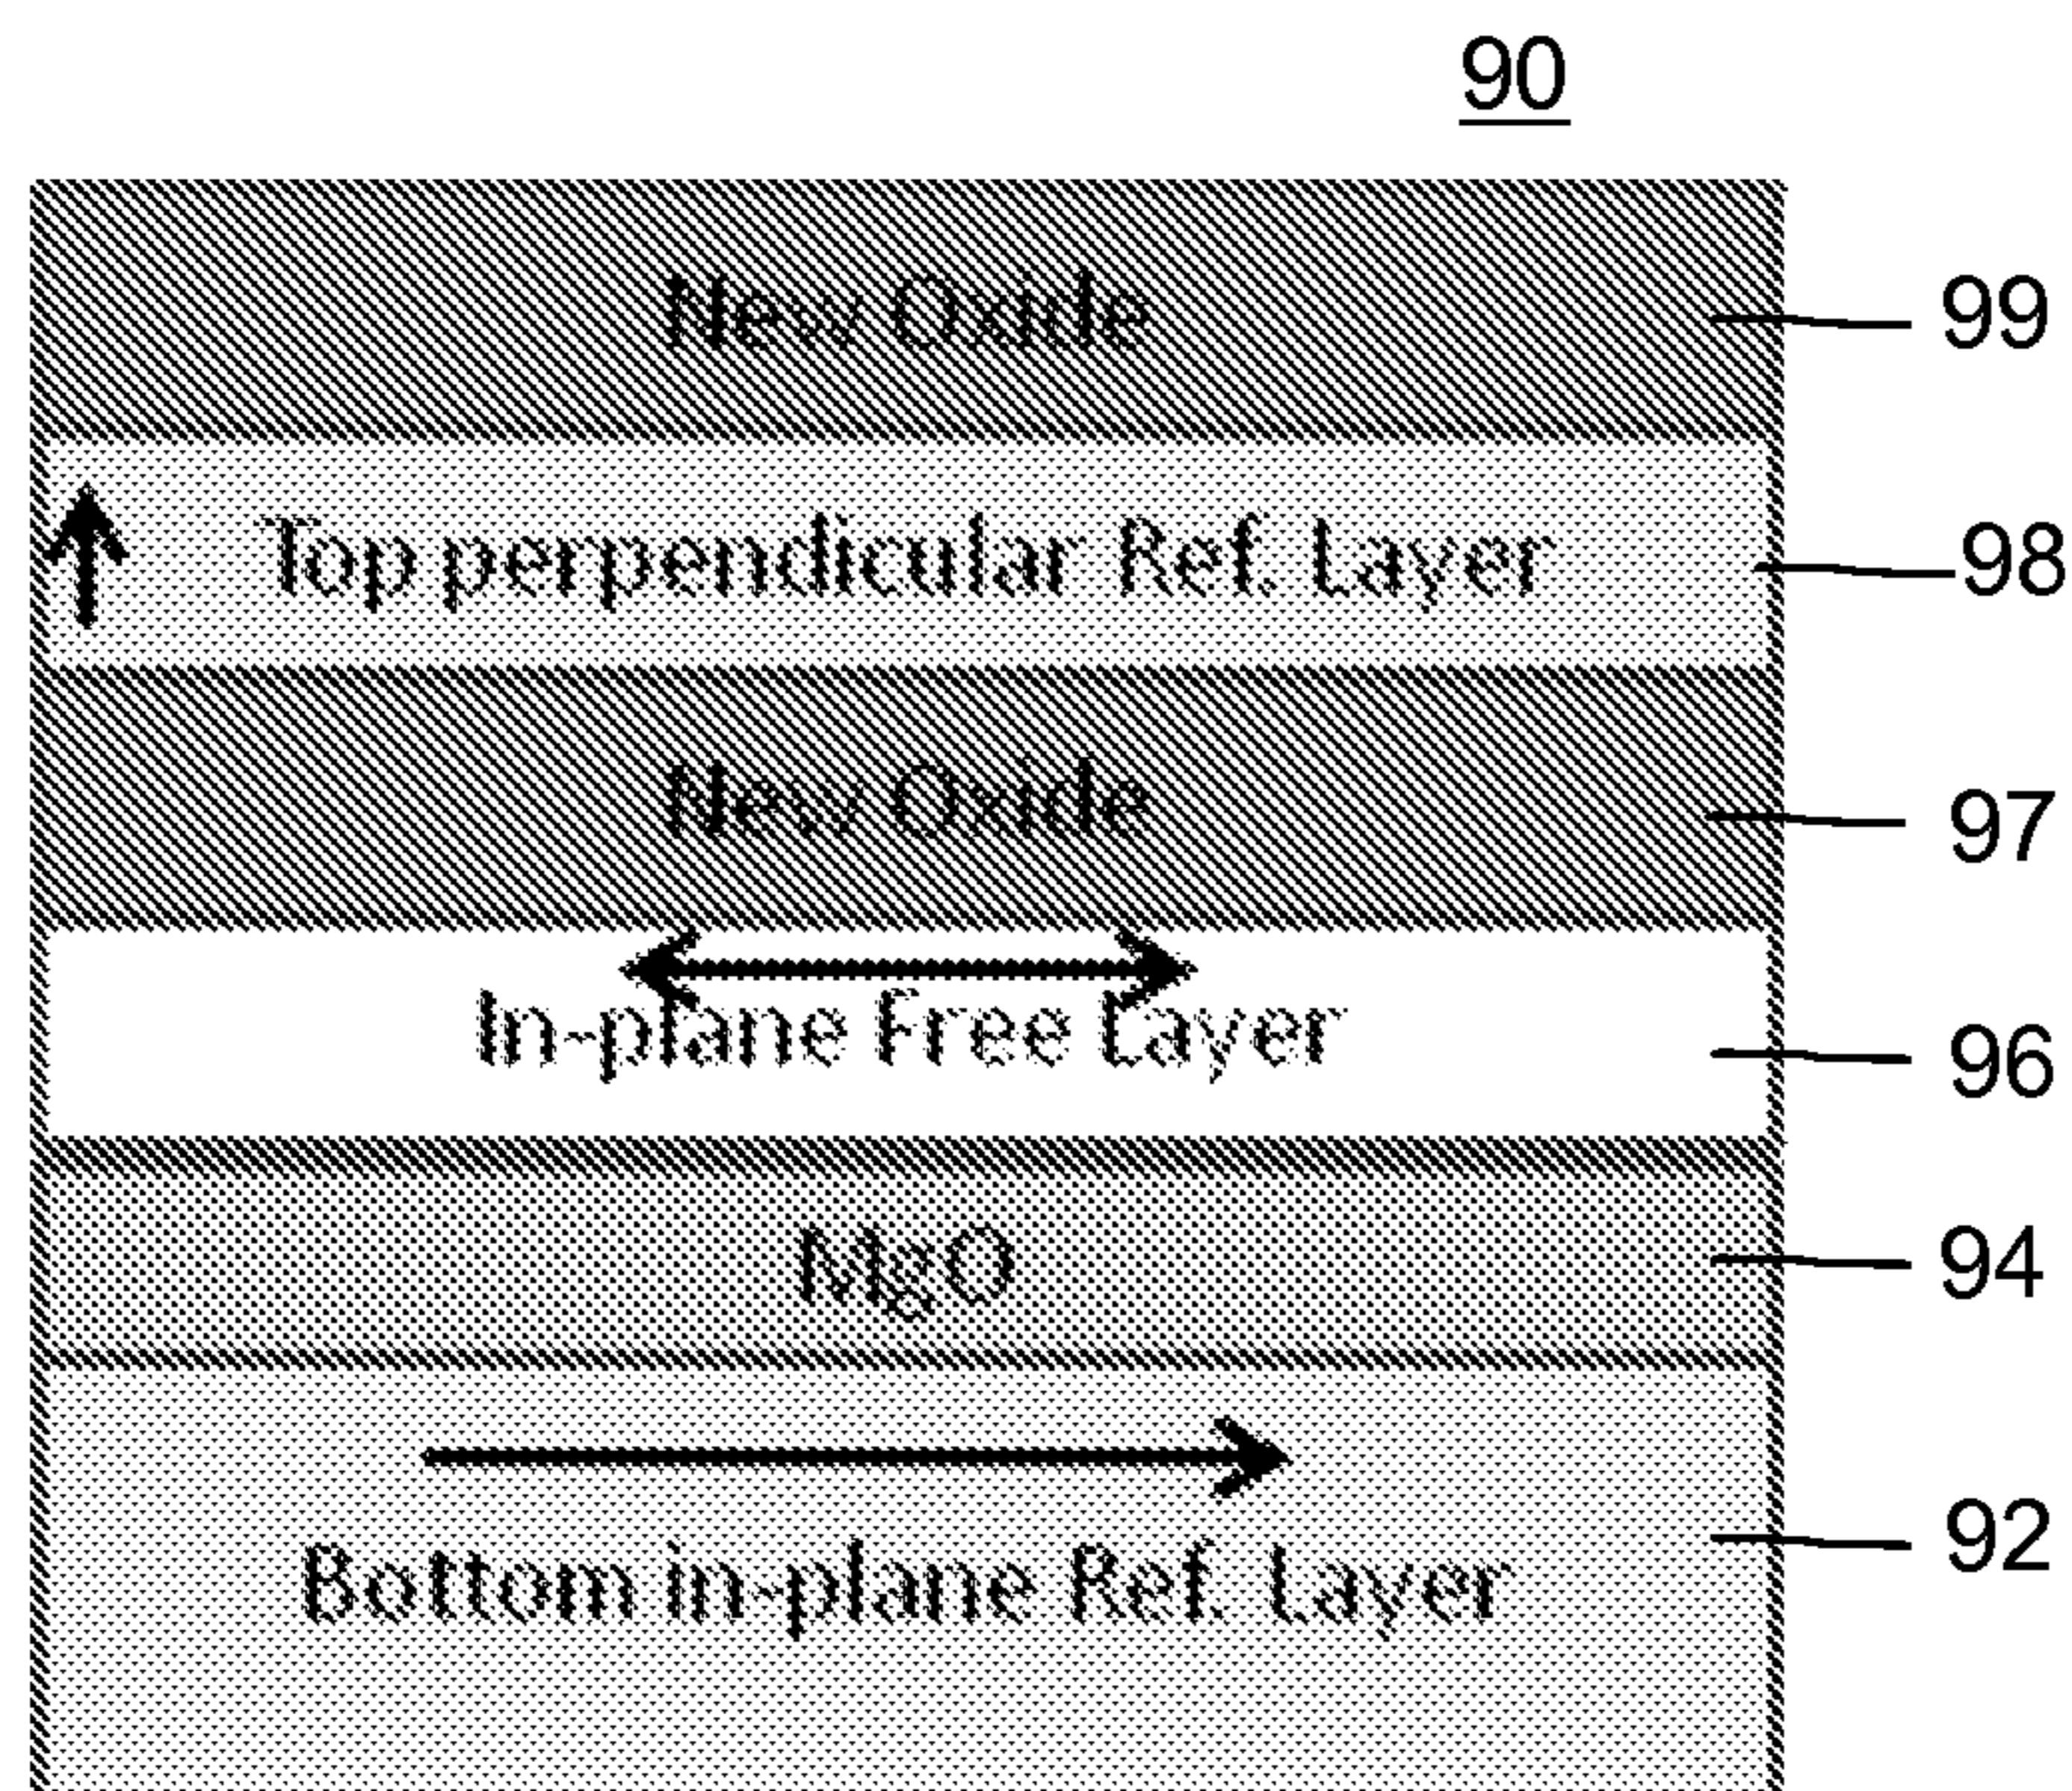 90
New Oxide
99
Top perpendicular Ref. Layer
98
New Oxide
97
In-plane Free Layer
96
MgO
94
Bottom in-plane Ref. Layer
92